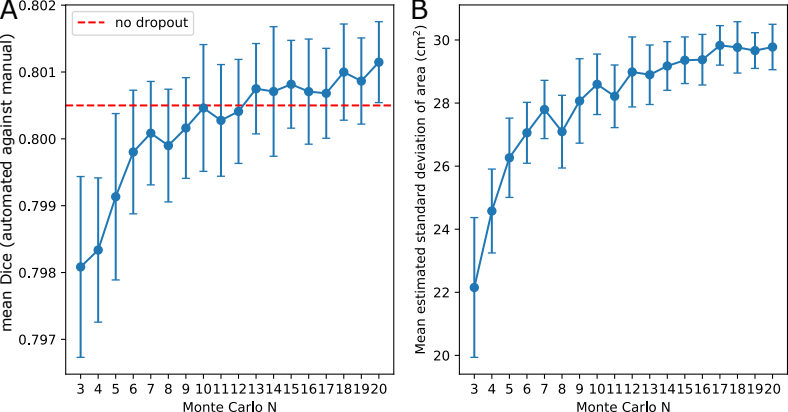 A
mean Dice (automated against manual)
0.802
0.801
0.800
0.799
0.798
0.797
no dropout
3 4 5 6 7 8 9 10 11 12 13 14 15 16 17 18 19 20
Monte Carlo N
B
Mean estimated standard deviation of area (cm²)
30
28
26
24
22
20
3 4 5 6 7 8 9 10 11 12 13 14 15 16 17 18 19 20
Monte Carlo N